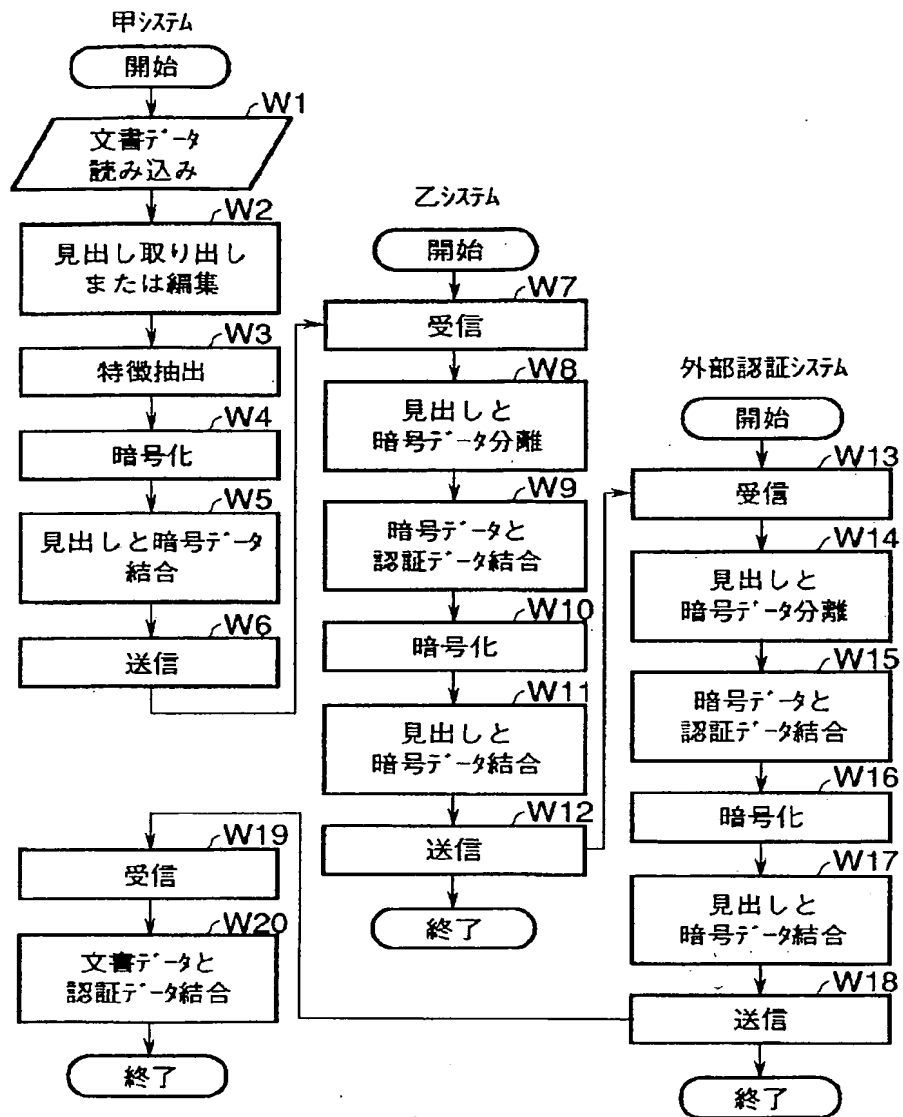 甲システム
開始
W1
文書データ
読み込み
W2
見出し取り出し
または編集
W3
特徴抽出
W4
暗号化
W5
見出しと暗号データ
結合
W6
送信
乙システム
開始
W7
受信
W8
見出しと
暗号データ分離
W9
暗号データと
認証データ結合
W10
暗号化
W11
見出しと
暗号データ結合
W12
送信
終了
外部認証システム
開始
W13
受信
W14
見出しと
暗号データ分離
W15
暗号データと
認証データ結合
W16
暗号化
W17
見出しと
暗号データ結合
W18
送信
終了
W19
受信
W20
文書データと
認証データ結合
終了